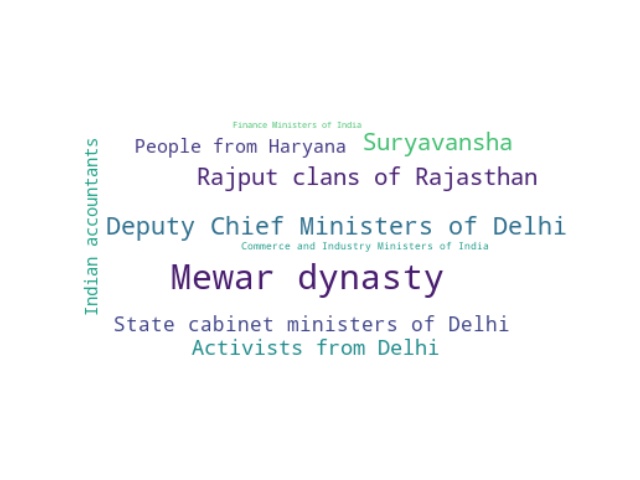 Finance Ministers of India
People from Haryana
Suryavansha
Rajput clans of Rajasthan
Indian accountants
Deputy Chief Ministers of Delhi
Commerce and Industry Ministers of India
Mewar dynasty
State cabinet ministers of Delhi
Activists from Delhi